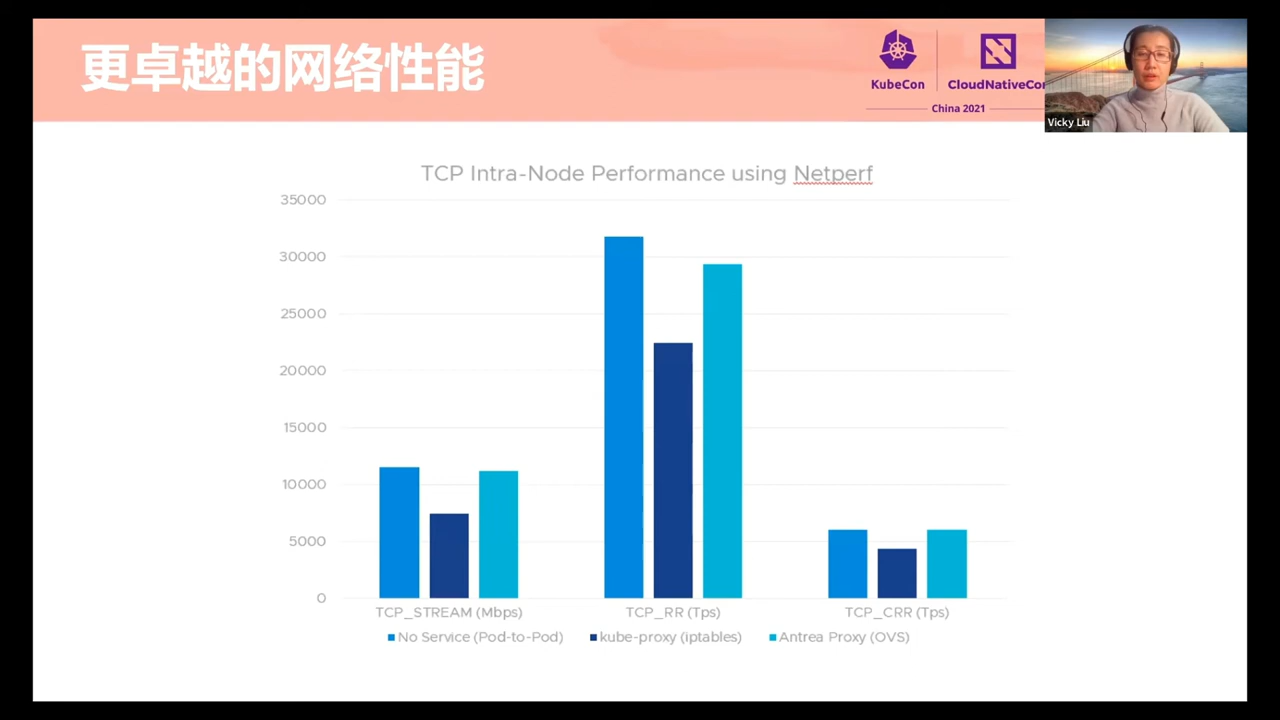 更卓越的网络性能
KubeCon
CloudNativeCon
China 2021
Vicky Liu
TCP Intra-Node Performance using Netperf
35000
30000
25000
20000
15000
10000
5000
0
TCP_STREAM (Mbps) TCP_RR (Tps) TCP_CRR (Tps)
No Service (Pod-to-Pod) kube-proxy (iptables) Antrea Proxy (OVS)